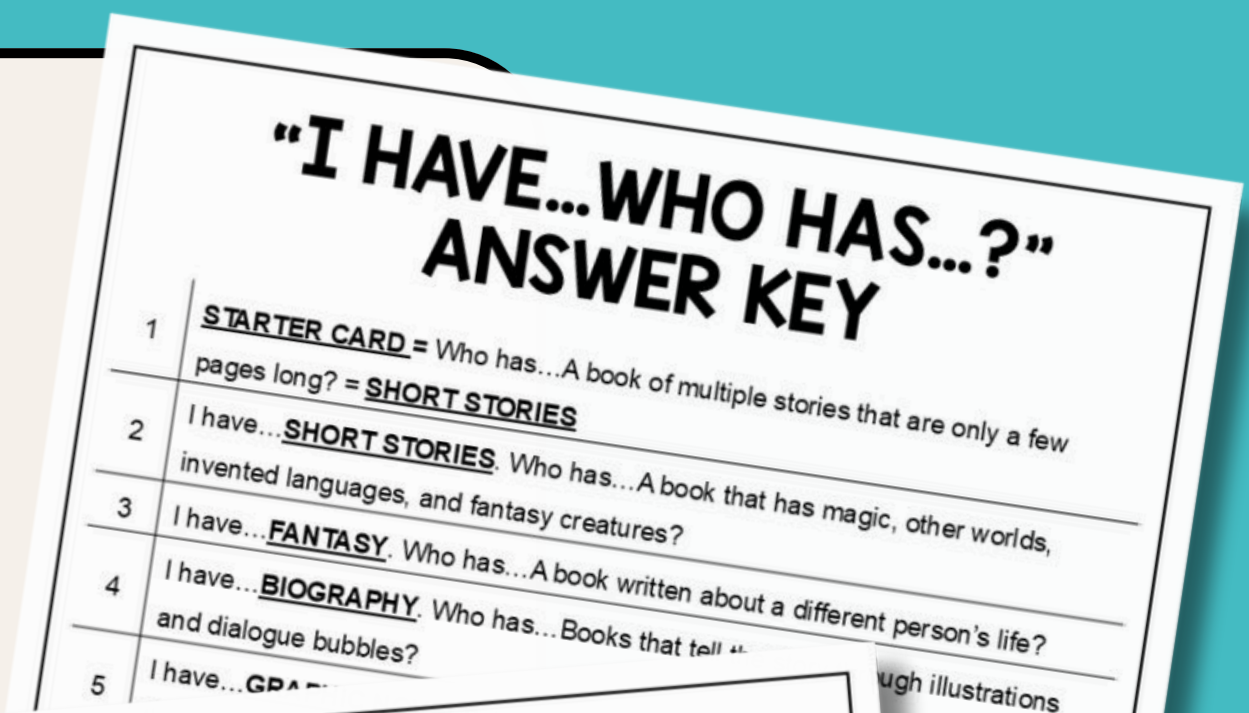 “I HAVE...WHO HAS...?”
ANSWER KEY
1 STARTER CARD = Who has...A book of multiple stories that are only a few
pages long? = SHORT STORIES
2 I have...SHORT STORIES. Who has...A book that has magic, other worlds,
invented languages, and fantasy creatures?
3 I have...FANTASY. Who has...A book written about a different person’s life?
4 I have...BIOGRAPHY. Who has...Books that tell illustrations
and dialogue bubbles?
5 I have...